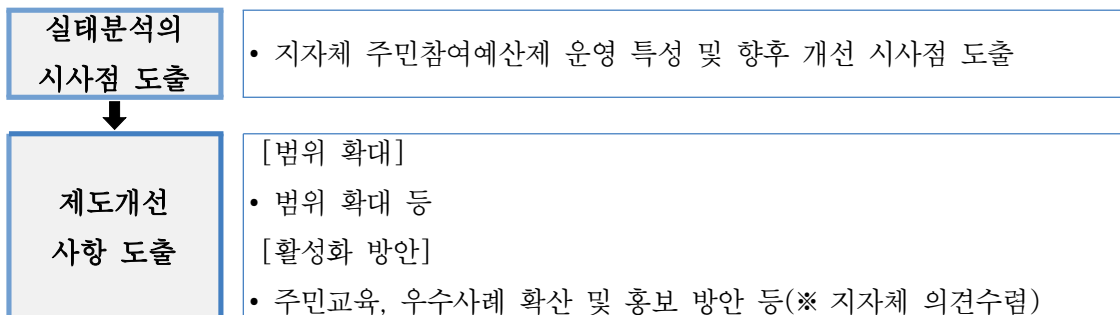 실태분석의
시사점 도출
• 지자체 주민참여예산제 운영 특성 및 향후 개선 시사점 도출
제도개선
사항 도출
[범위 확대]
• 범위 확대 등
[활성화 방안]
• 주민교육, 우수사례 확산 및 홍보 방안 등(※ 지자체 의견수렴)